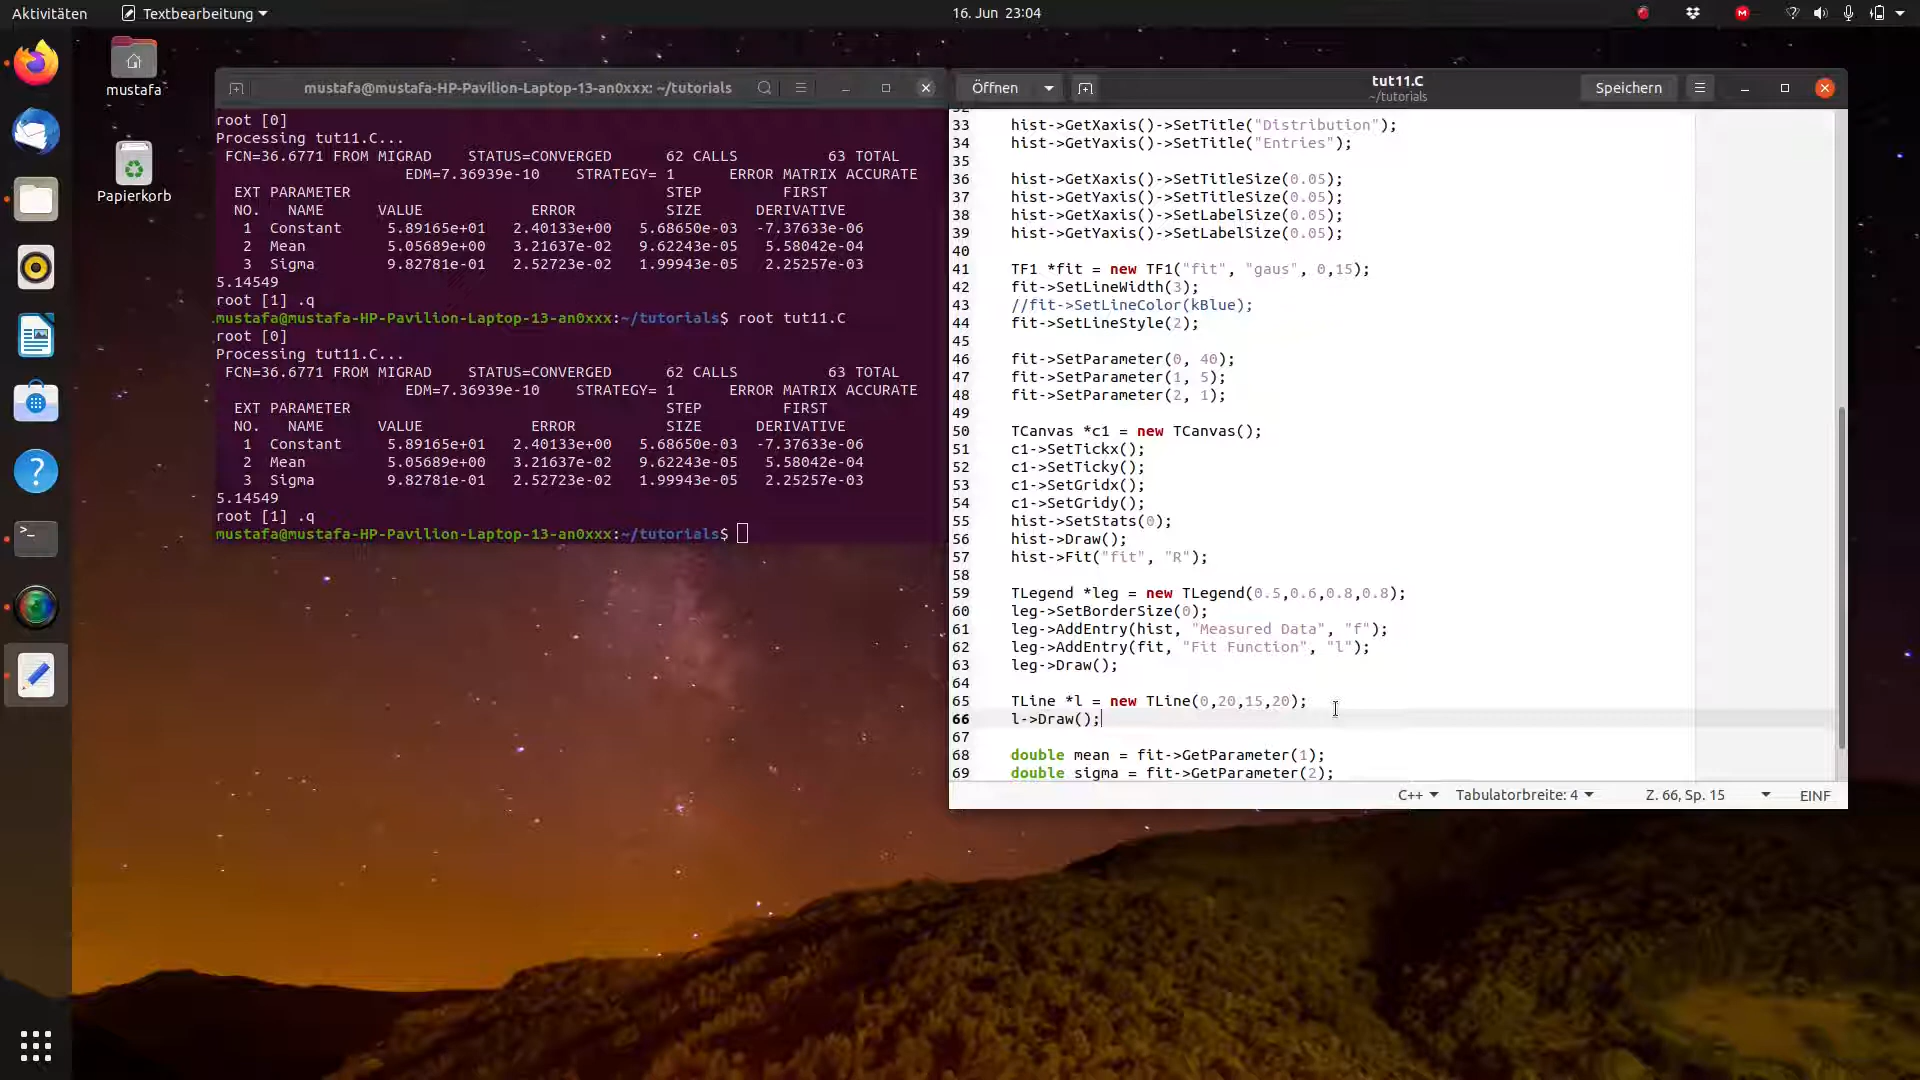 Aktivitäten
Textbearbeitung
16. Jun 23:04
mustafa
Papierkorb
mustafa@mustafa-HP-Pavilion-Laptop-13-an0xxx: ~/tutorials
root [0]
Processing tut11.C...
FCN=36.6771 FROM MIGRAD STATUS=CONVERGED 62 CALLS 63 TOTAL
EDM=7.36939e-10 STRATEGY= 1 ERROR MATRIX ACCURATE
EXT PARAMETER STEP FIRST
NO. NAME VALUE ERROR SIZE DERIVATIVE
1 Constant 5.89165e+01 2.40133e+00 5.68650e-03 -7.37633e-06
2 Mean 5.05689e+00 3.21637e-02 9.62243e-05 5.58042e-04
3 Sigma 9.82781e-01 2.52723e-02 1.99943e-05 2.25257e-03
5.14549
root [1] .q
mustafa@mustafa-HP-Pavilion-Laptop-13-an0xxx:~/tutorials$ root tut11.C
root [0]
Processing tut11.C...
FCN=36.6771 FROM MIGRAD STATUS=CONVERGED 62 CALLS 63 TOTAL
EDM=7.36939e-10 STRATEGY= 1 ERROR MATRIX ACCURATE
EXT PARAMETER STEP FIRST
NO. NAME VALUE ERROR SIZE DERIVATIVE
1 Constant 5.89165e+01 2.40133e+00 5.68650e-03 -7.37633e-06
2 Mean 5.05689e+00 3.21637e-02 9.62243e-05 5.58042e-04
3 Sigma 9.82781e-01 2.52723e-02 1.99943e-05 2.25257e-03
5.14549
root [1] .q
mustafa@mustafa-HP-Pavilion-Laptop-13-an0xxx:~/tutorials$
Öffnen
tut11.C
~/tutorials
Speichern
32
33 hist->GetXaxis()->SetTitle("Distribution");
34 hist->GetYaxis()->SetTitle("Entries");
35
36 hist->GetXaxis()->SetTitleSize(0.05);
37 hist->GetYaxis()->SetTitleSize(0.05);
38 hist->GetXaxis()->SetLabelSize(0.05);
39 hist->GetYaxis()->SetLabelSize(0.05);
40
41 TF1 *fit = new TF1("fit", "gaus", 0,15);
42 fit->SetLineWidth(3);
43 //fit->SetLineColor(kBlue);
44 fit->SetLineStyle(2);
45
46 fit->SetParameter(0, 40);
47 fit->SetParameter(1, 5);
48 fit->SetParameter(2, 1);
49
50 TCanvas *c1 = new TCanvas();
51 c1->SetTickx();
52 c1->SetTicky();
53 c1->SetGridx();
54 c1->SetGridy();
55 hist->SetStats(0);
56 hist->Draw();
57 hist->Fit("fit", "R");
58
59 TLegend *leg = new TLegend(0.5,0.6,0.8,0.8);
60 leg->SetBorderSize(0);
61 leg->AddEntry(hist, "Measured Data", "f");
62 leg->AddEntry(fit, "Fit Function", "l");
63 leg->Draw();
64
65 TLine *l = new TLine(0,20,15,20);
66 l->Draw();
67
68 double mean = fit->GetParameter(1);
69 double sigma = fit->GetParameter(2);
C++
Tabulatorbreite: 4
Z. 66, Sp. 15
EINF